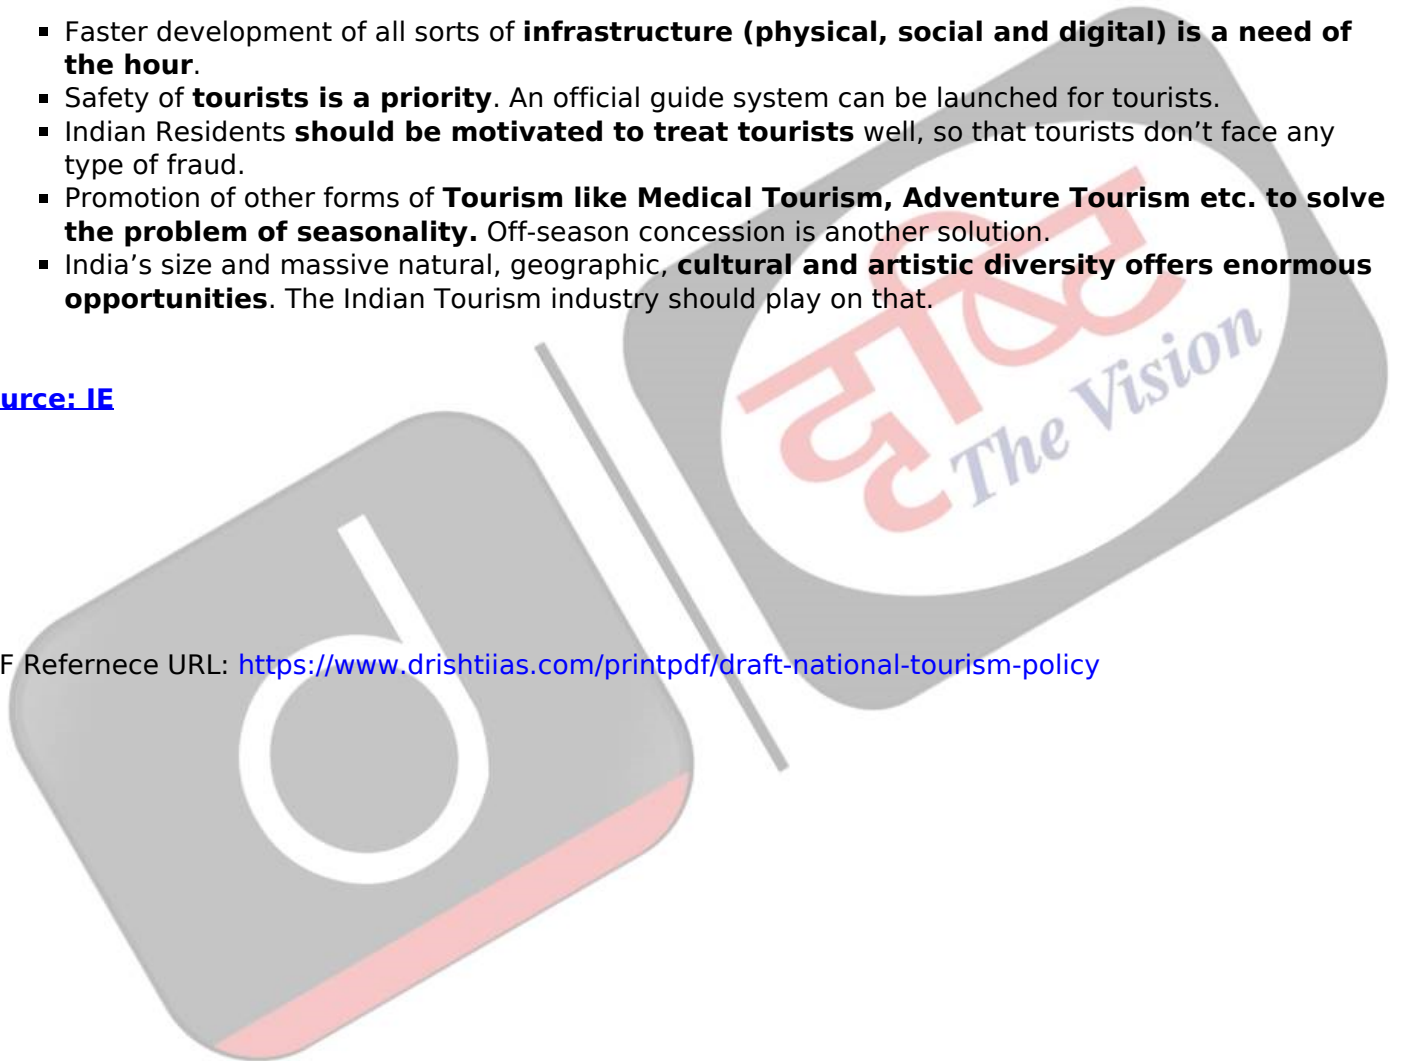 ▪ Faster development of all sorts of infrastructure (physical, social and digital) is a need of
the hour.
▪ Safety of tourists is a priority. An official guide system can be launched for tourists.
▪ Indian Residents should be motivated to treat tourists well, so that tourists don’t face any
type of fraud.
▪ Promotion of other forms of Tourism like Medical Tourism, Adventure Tourism etc. to solve
the problem of seasonality. Off-season concession is another solution.
▪ India’s size and massive natural, geographic, cultural and artistic diversity offers enormous
opportunities. The Indian Tourism industry should play on that.
दृष्टि
The Vision
urce: IE
d
F Refernece URL: https://www.drishtiias.com/printpdf/draft-national-tourism-policy